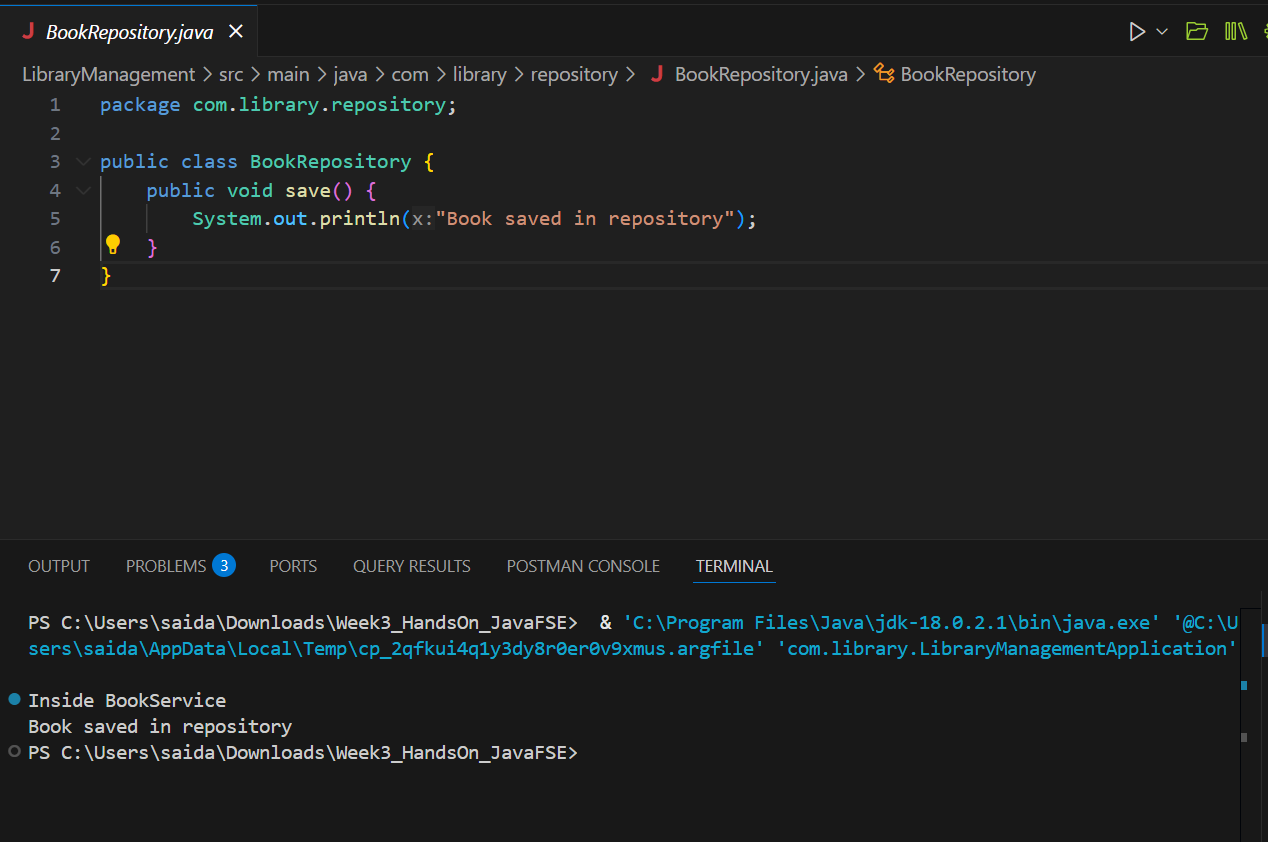 J BookRepository.java ×
LibraryManagement > src > main > java > com > library > repository > J BookRepository.java > BookRepository
1 package com.library.repository;
2
3 public class BookRepository {
4     public void save() {
5         System.out.println(x:"Book saved in repository");
6     }
7 }
OUTPUT PROBLEMS 3 PORTS QUERY RESULTS POSTMAN CONSOLE TERMINAL
PS C:\Users\saida\Downloads\Week3_HandsOn_JavaFSE>  & 'C:\Program Files\Java\jdk-18.0.2.1\bin\java.exe' '@C:\U
sers\saida\AppData\Local\Temp\cp_2qfkui4q1y3dy8r0er0v9xmus.argfile' 'com.library.LibraryManagementApplication'
Inside BookService
Book saved in repository
PS C:\Users\saida\Downloads\Week3_HandsOn_JavaFSE>